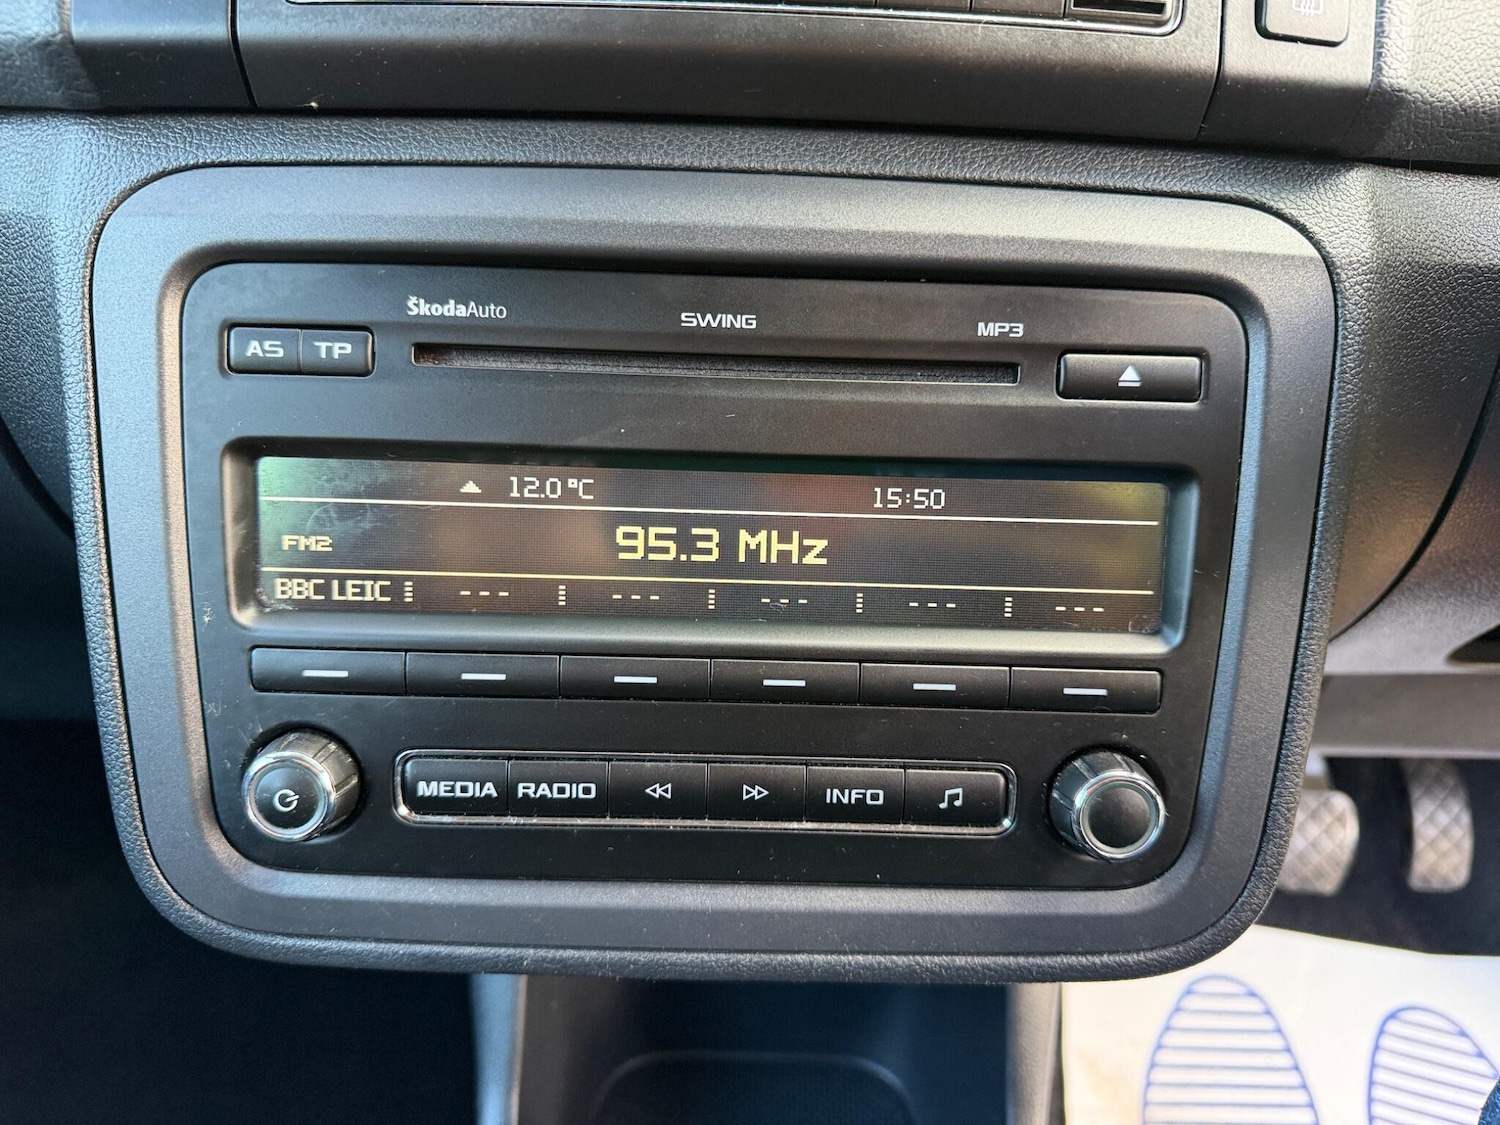 ŠkodaAuto
SWING
MP3
AS TP
12.0 °C
15:50
FM2
95.3 MHz
BBC LEIC --- --- --- --- ---
MEDIA RADIO INFO